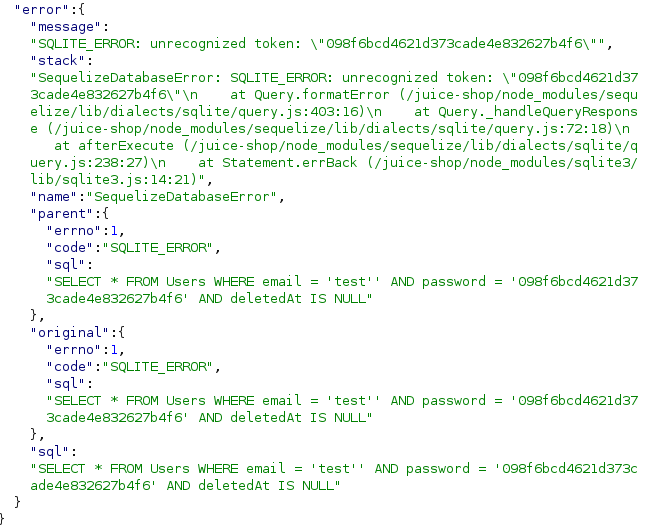 "error":{
"message":
"SQLITE_ERROR: unrecognized token: \"098f6bcd4621d373cade4e832627b4f6\"",
"stack":
"SequelizeDatabaseError: SQLITE_ERROR: unrecognized token: \"098f6bcd4621d37
3cade4e832627b4f6\"\n    at Query.formatError (/juice-shop/node_modules/sequ
elize/lib/dialects/sqlite/query.js:403:16)\n    at Query._handleQueryRespons
e (/juice-shop/node_modules/sequelize/lib/dialects/sqlite/query.js:72:18)\n
at afterExecute (/juice-shop/node_modules/sequelize/lib/dialects/sqlite/q
uery.js:238:27)\n    at Statement.errBack (/juice-shop/node_modules/sqlite3/
lib/sqlite3.js:14:21)",
"name":"SequelizeDatabaseError",
"parent":{
"errno":1,
"code":"SQLITE_ERROR",
"sql":
"SELECT * FROM Users WHERE email = 'test'' AND password = '098f6bcd4621d37
3cade4e832627b4f6' AND deletedAt IS NULL"
},
"original":{
"errno":1,
"code":"SQLITE_ERROR",
"sql":
"SELECT * FROM Users WHERE email = 'test'' AND password = '098f6bcd4621d37
3cade4e832627b4f6' AND deletedAt IS NULL"
},
"sql":
"SELECT * FROM Users WHERE email = 'test'' AND password = '098f6bcd4621d373c
ade4e832627b4f6' AND deletedAt IS NULL"
}
}